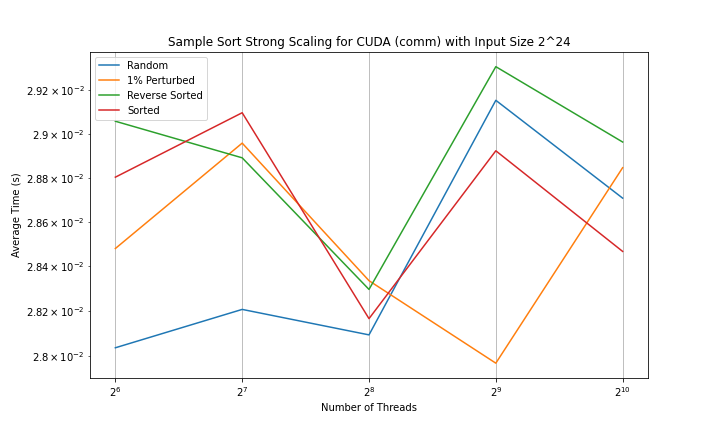 Sample Sort Strong Scaling for CUDA (comm) with Input Size 2^24
Random
1% Perturbed
Reverse Sorted
Sorted
2.92 × 10⁻²
2.9 × 10⁻²
2.88 × 10⁻²
2.86 × 10⁻²
2.84 × 10⁻²
2.82 × 10⁻²
2.8 × 10⁻²
Average Time (s)
2⁶ 2⁷ 2⁸ 2⁹ 2¹⁰
Number of Threads